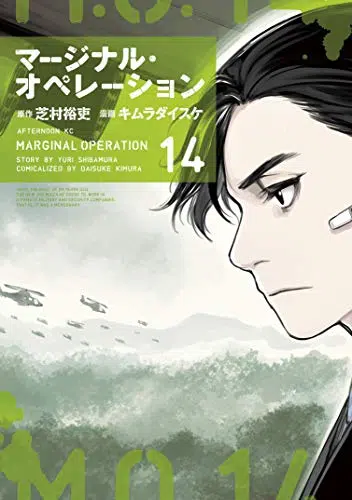 M.O.14
マージナル・
オペレーション
原作 芝村裕吏 漫画 キムラダイスケ
AFTERNOON KC
MARGINAL OPERATION
STORY BY YURI SHIBAMURA
COMICALIZED BY DAISUKE KIMURA
14
M.O.14